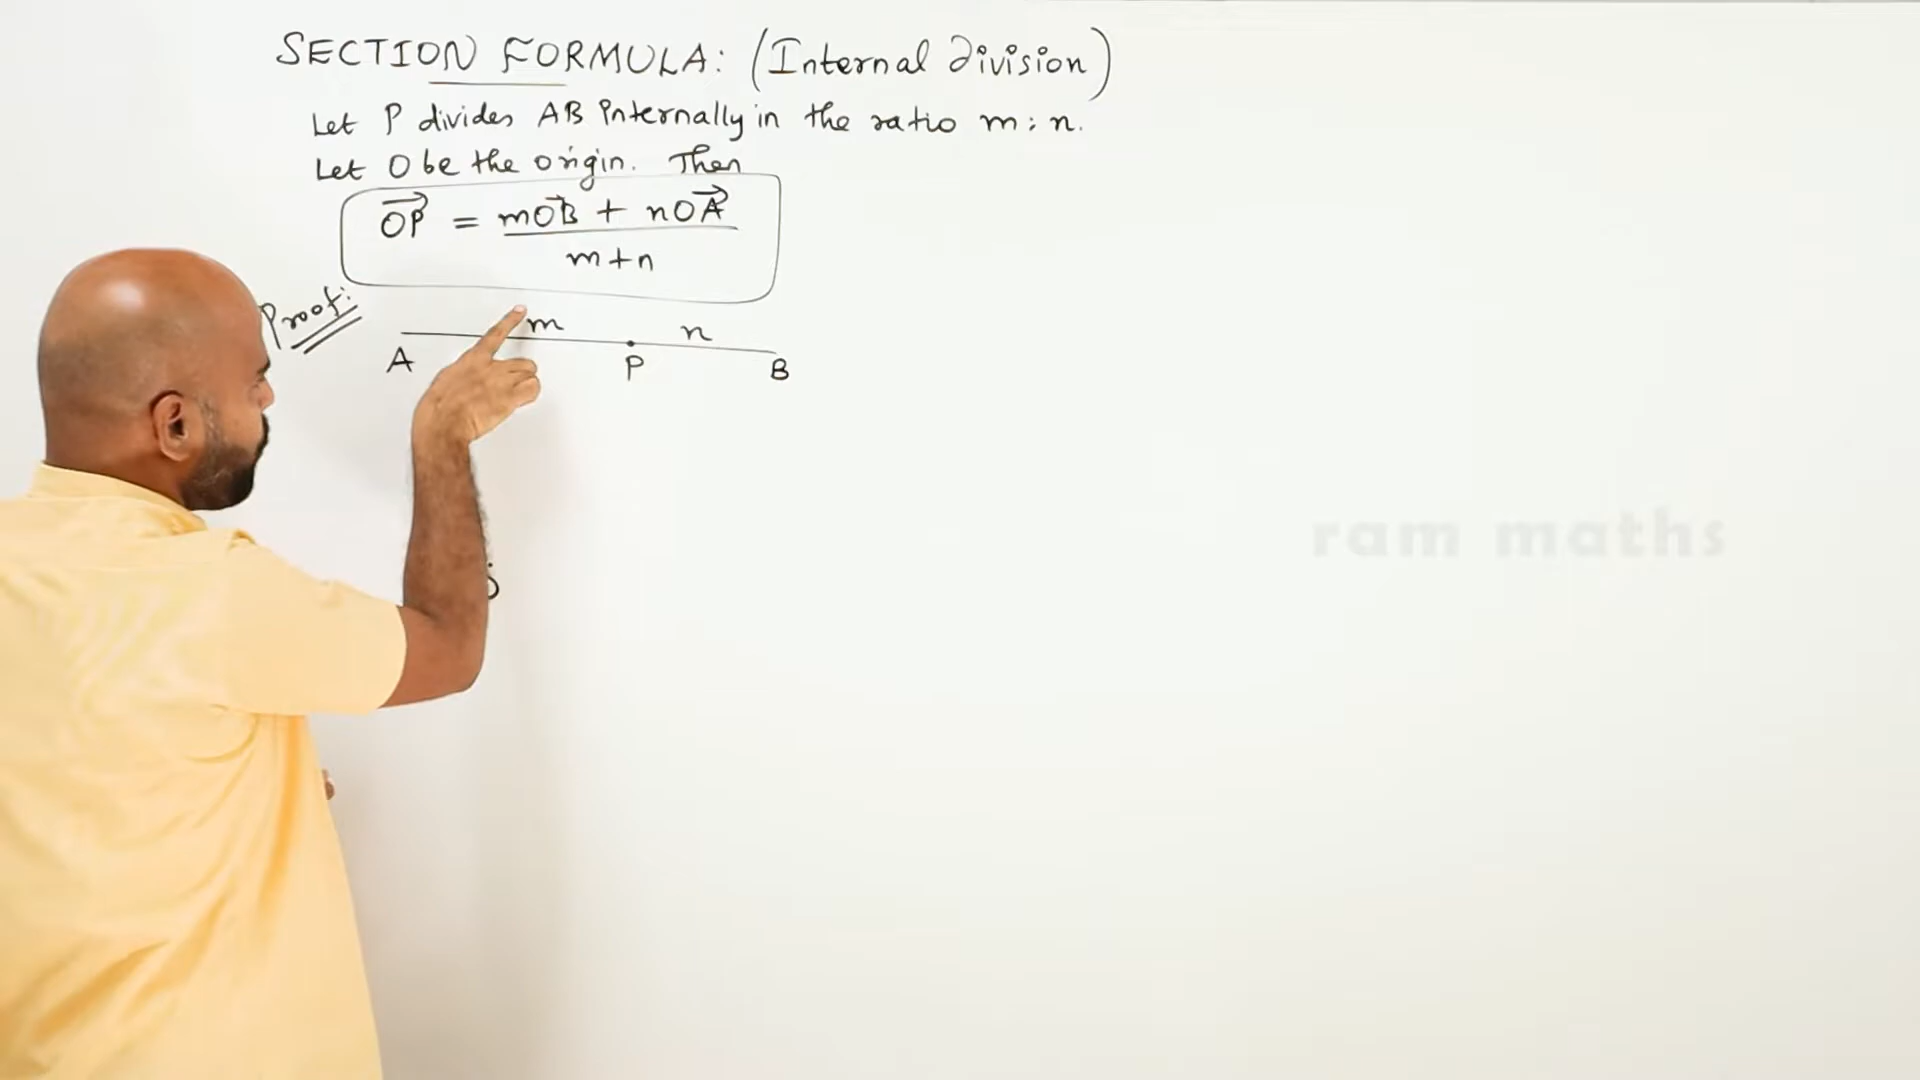 SECTION FORMULA: (Internal Division)
Let P divides AB internally in the ratio m:n.
Let O be the origin. Then
OP⃗ = mOB⃗ + nOA⃗
m+n
Proof:
m n
A P B
ram maths